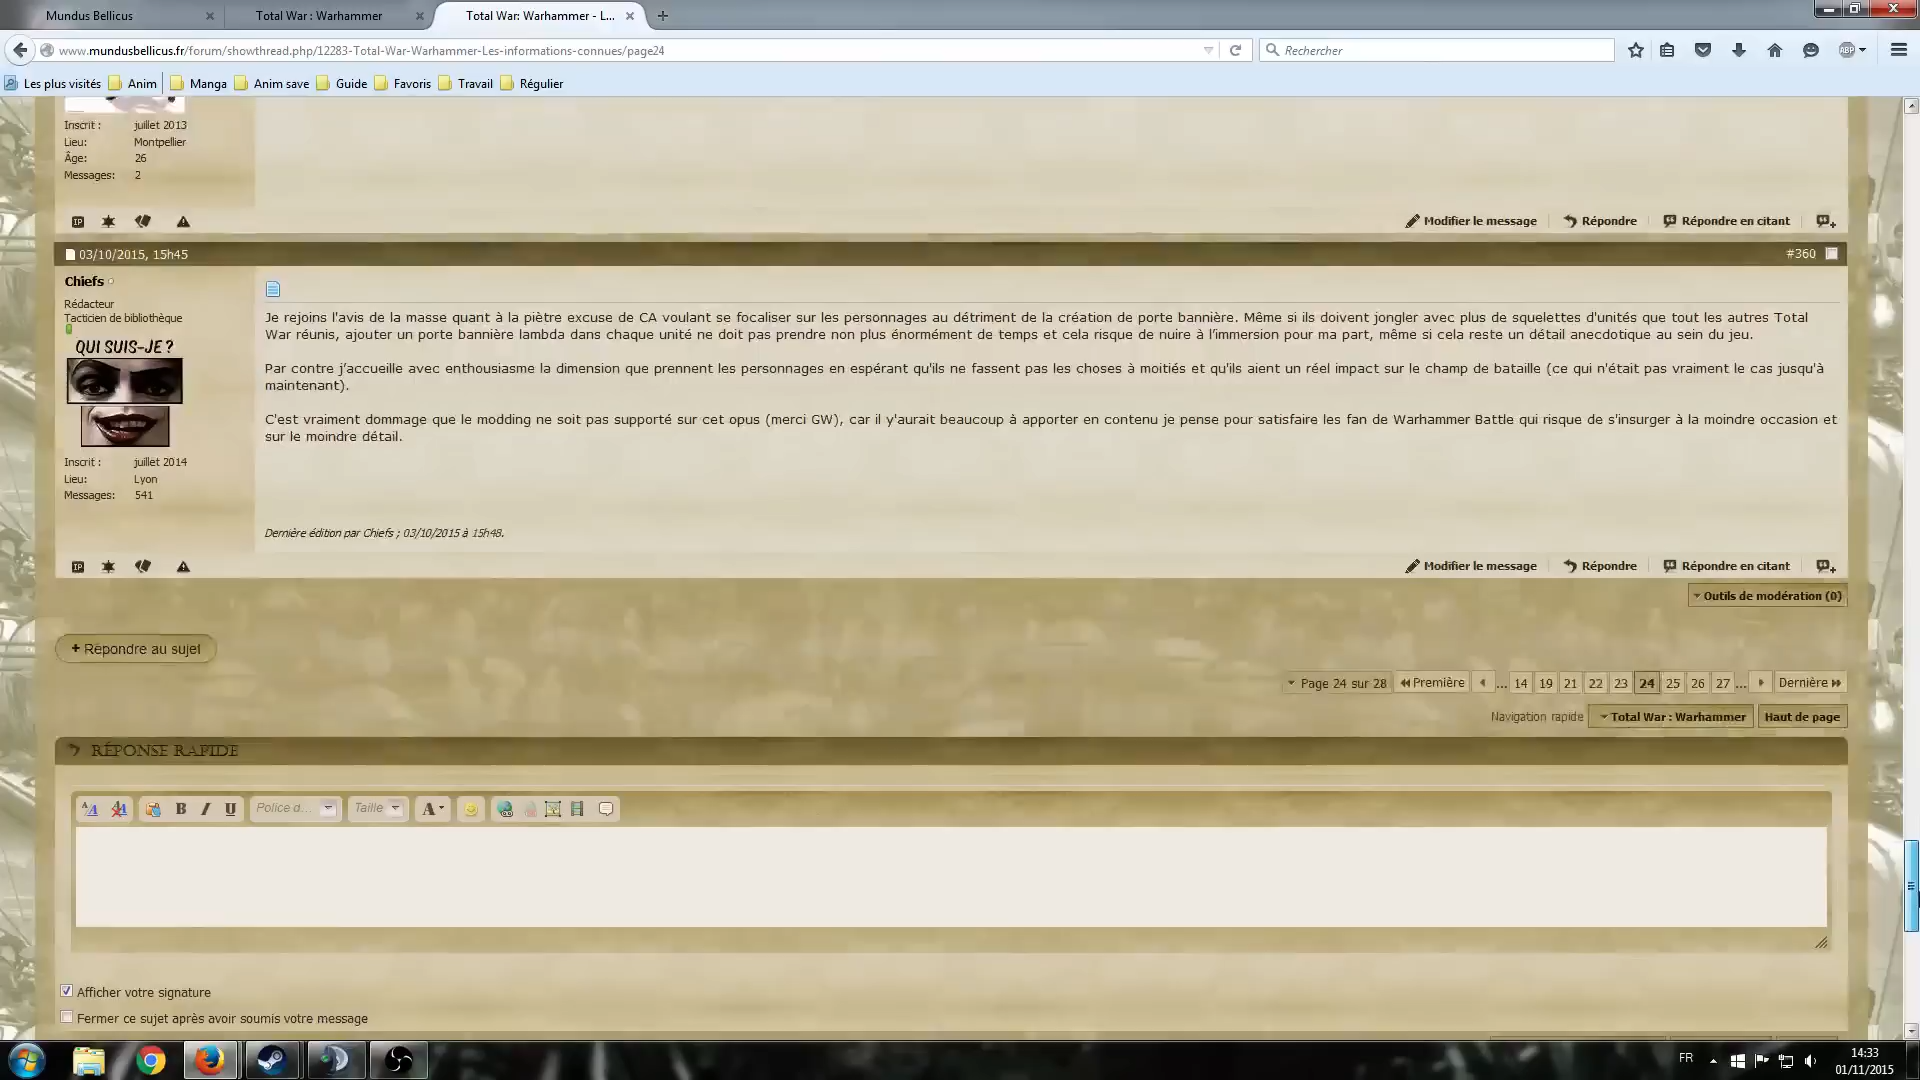 Mundus Bellicus
Total War : Warhammer
Total War: Warhammer - L...
www.mundusbellicus.fr/forum/showthread.php/12283-Total-War-Warhammer-Les-informations-connues/page24
Rechercher
ABP
Les plus visités Anim Manga Anim save Guide Favoris Travail Régulier
Inscrit : juillet 2013
Lieu: Montpellier
Âge: 26
Messages: 2
IP
Modifier le message Répondre Répondre en citant
03/10/2015, 15h45 #360
Chiefs
Rédacteur
Tacticien de bibliothèque
QUI SUIS-JE ?
Inscrit : juillet 2014
Lieu: Lyon
Messages: 541
Je rejoins l'avis de la masse quant à la piètre excuse de CA voulant se focaliser sur les personnages au détriment de la création de porte bannière. Même si ils doivent jongler avec plus de squelettes d'unités que tout les autres Total
War réunis, ajouter un porte bannière lambda dans chaque unité ne doit pas prendre non plus énormément de temps et cela risque de nuire à l'immersion pour ma part, même si cela reste un détail anecdotique au sein du jeu.
Par contre j'accueille avec enthousiasme la dimension que prennent les personnages en espérant qu'ils ne fassent pas les choses à moitiés et qu'ils aient un réel impact sur le champ de bataille (ce qui n'était pas vraiment le cas jusqu'à
maintenant).
C'est vraiment dommage que le modding ne soit pas supporté sur cet opus (merci GW), car il y'aurait beaucoup à apporter en contenu je pense pour satisfaire les fan de Warhammer Battle qui risque de s'insurger à la moindre occasion et
sur le moindre détail.
Dernière édition par Chiefs ; 03/10/2015 à 15h48.
IP
Modifier le message Répondre Répondre en citant
Outils de modération (0)
+ Répondre au sujet
Page 24 sur 28 Première ... 14 19 21 22 23 24 25 26 27 ... Dernière
Navigation rapide Total War : Warhammer Haut de page
RÉPONSE RAPIDE
B I U Police d... Taille A
Afficher votre signature
Fermer ce sujet après avoir soumis votre message
FR
14:33
01/11/2015